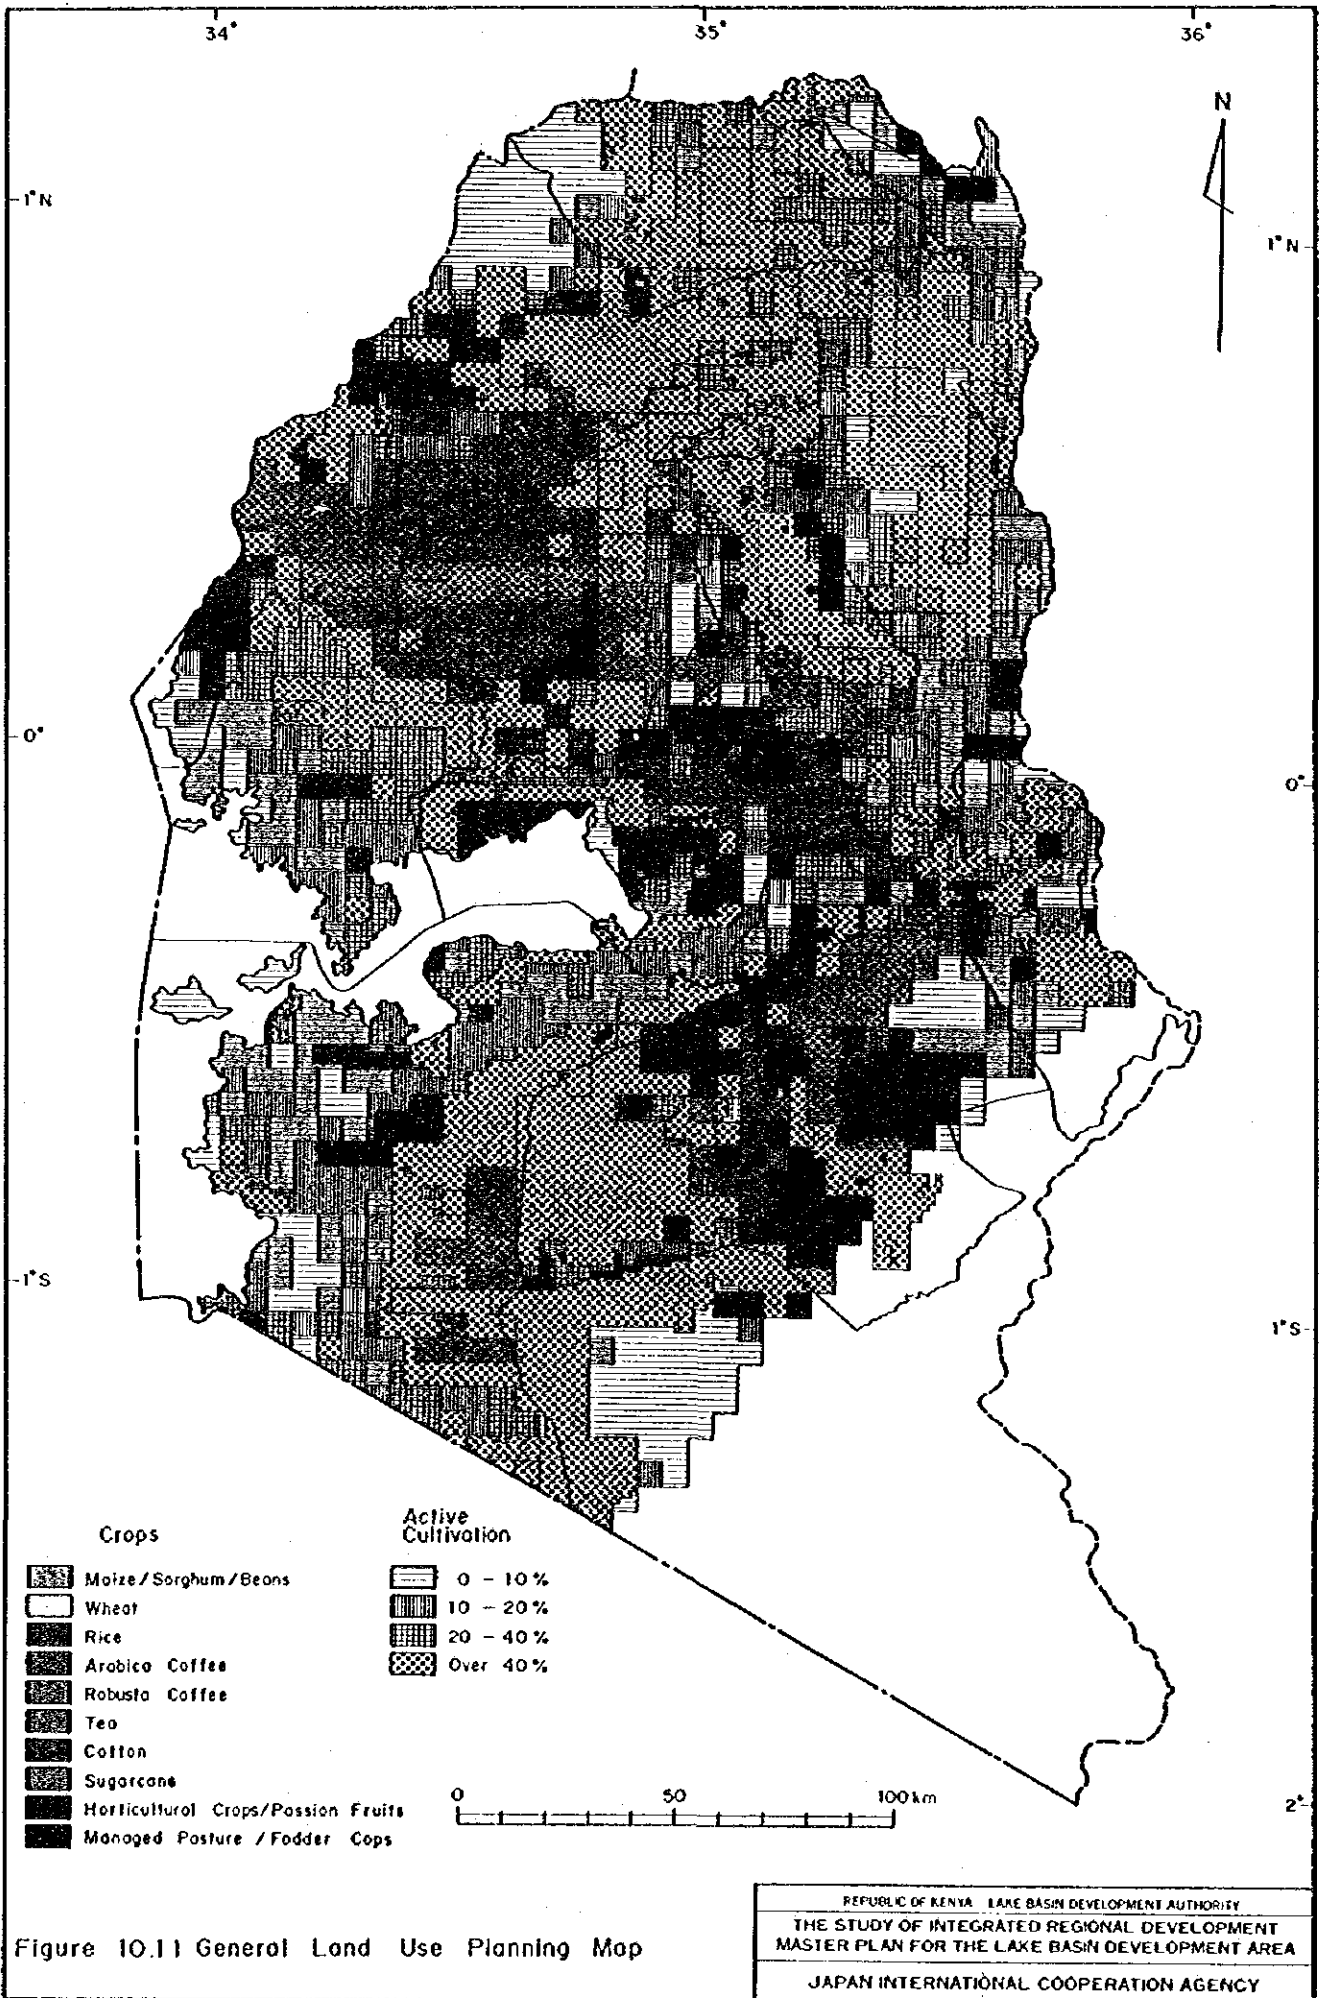 34°
35°
36°
N
1°N
1°N
0°
0°
1°S
1°S
2°
Crops
Maize/Sorghum/Beans
Wheat
Rice
Arabica Coffee
Robusta Coffee
Tea
Cotton
Sugarcane
Horticultural Crops/Passion Fruits
Managed Pasture / Fodder Cops
Active
Cultivation
0 - 10%
10 - 20%
20 - 40%
Over 40%
0 50 100km
Figure 10.11 General Land Use Planning Map
REPUBLIC OF KENYA LAKE BASIN DEVELOPMENT AUTHORITY
THE STUDY OF INTEGRATED REGIONAL DEVELOPMENT
MASTER PLAN FOR THE LAKE BASIN DEVELOPMENT AREA
JAPAN INTERNATIONAL COOPERATION AGENCY